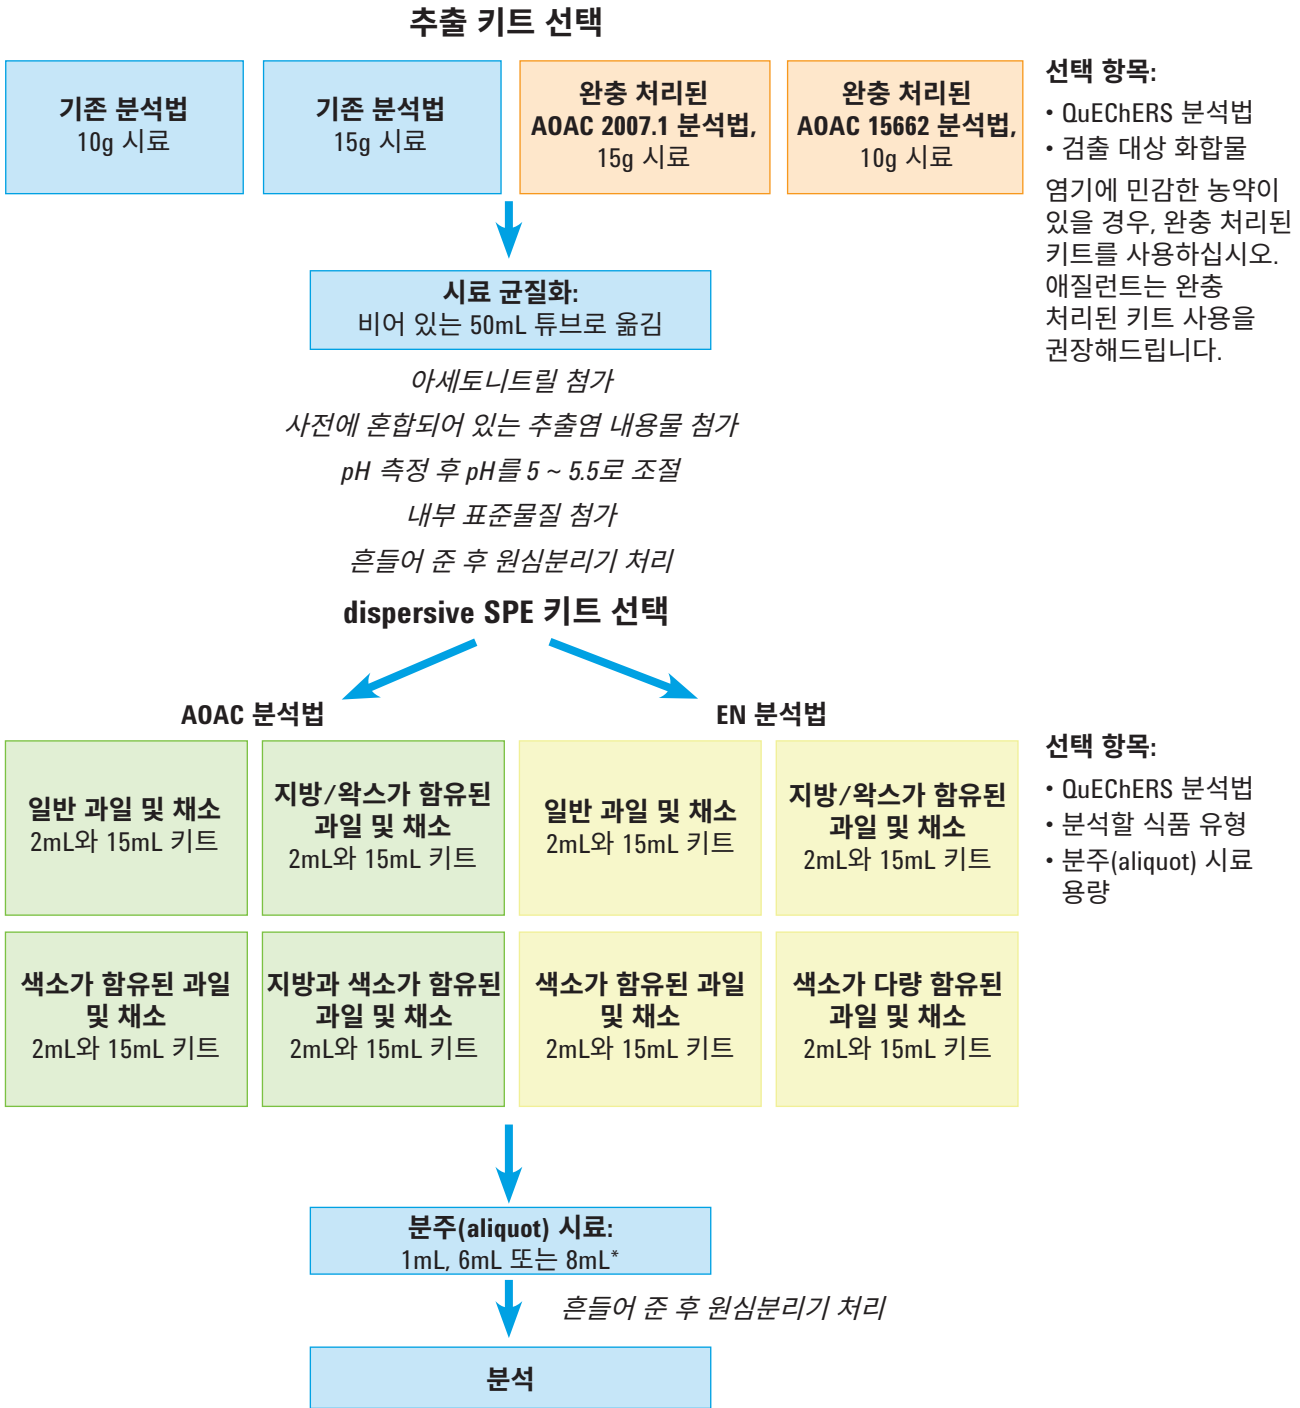 추출 키트 선택
기존 분석법
10g 시료
기존 분석법
15g 시료
완충 처리된
AOAC 2007.1 분석법,
15g 시료
완충 처리된
AOAC 15662 분석법,
10g 시료
선택 항목:
• QuEChERS 분석법
• 검출 대상 화합물
염기에 민감한 농약이
있을 경우, 완충 처리된
키트를 사용하십시오.
애질런트는 완충
처리된 키트 사용을
권장해드립니다.
시료 균질화:
비어 있는 50mL 튜브로 옮김
아세토니트릴 첨가
사전에 혼합되어 있는 추출염 내용물 첨가
pH 측정 후 pH를 5 ~ 5.5로 조절
내부 표준물질 첨가
흔들어 준 후 원심분리기 처리
dispersive SPE 키트 선택
AOAC 분석법
EN 분석법
일반 과일 및 채소
2mL와 15mL 키트
지방/왁스가 함유된
과일 및 채소
2mL와 15mL 키트
일반 과일 및 채소
2mL와 15mL 키트
지방/왁스가 함유된
과일 및 채소
2mL와 15mL 키트
선택 항목:
• QuEChERS 분석법
• 분석할 식품 유형
• 분주(aliquot) 시료
용량
색소가 함유된 과일
및 채소
2mL와 15mL 키트
지방과 색소가 함유된
과일 및 채소
2mL와 15mL 키트
색소가 함유된 과일
및 채소
2mL와 15mL 키트
색소가 다량 함유된
과일 및 채소
2mL와 15mL 키트
분주(aliquot) 시료:
1mL, 6mL 또는 8mL*
흔들어 준 후 원심분리기 처리
분석